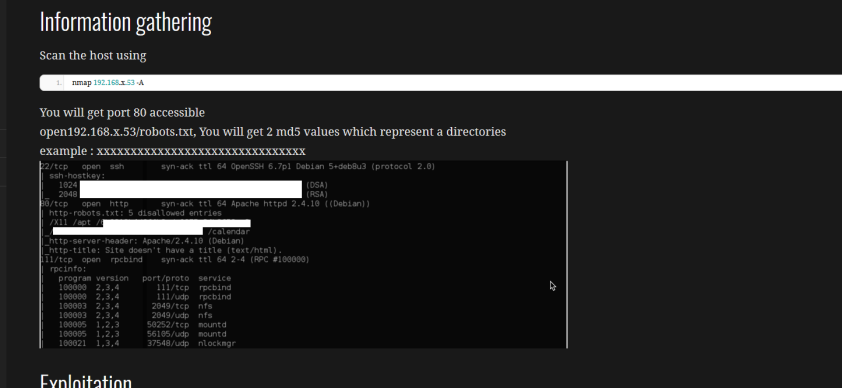 Information gathering
Scan the host using
1. nmap 192.168.x.53 -A
You will get port 80 accessible
open192.168.x.53/robots.txt, You will get 2 md5 values which represent a directories
example : xxxxxxxxxxxxxxxxxxxxxxxxxxxxxxx
22/tcp open ssh syn-ack ttl 64 OpenSSH 6.7p1 Debian 5+deb8u3 (protocol 2.0)
| ssh-hostkey:
| 1024 (DSA)
|_ 2048 (RSA)
80/tcp open http syn-ack ttl 64 Apache httpd 2.4.10 ((Debian))
| http-robots.txt: 5 disallowed entries
| /X11 /apt /
|_/ /calendar
|_http-server-header: Apache/2.4.10 (Debian)
|_http-title: Site doesn't have a title (text/html).
111/tcp open rpcbind syn-ack ttl 64 2-4 (RPC #100000)
| rpcinfo:
| program version port/proto service
| 100000 2,3,4 111/tcp rpcbind
| 100000 2,3,4 111/udp rpcbind
| 100003 2,3,4 2049/tcp nfs
| 100003 2,3,4 2049/udp nfs
| 100005 1,2,3 50252/tcp mountd
| 100005 1,2,3 56105/udp mountd
| 100021 1,3,4 37548/udp nlockmgr
Exploitation